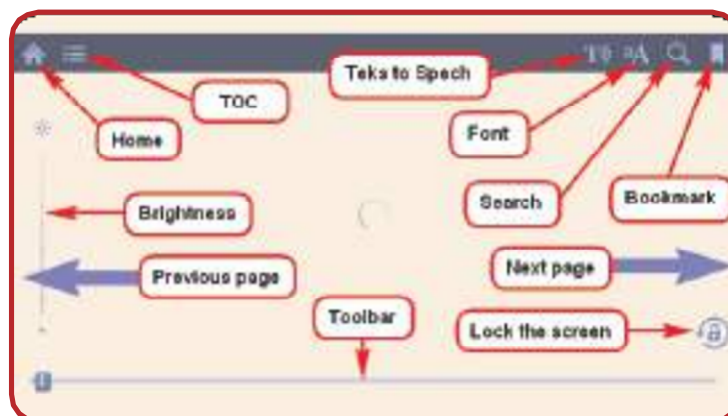 Teks to Spech
TOC
Home
Font
Search
Bookmark
Brightness
Previous page
Next page
Toolbar
Lock the screen